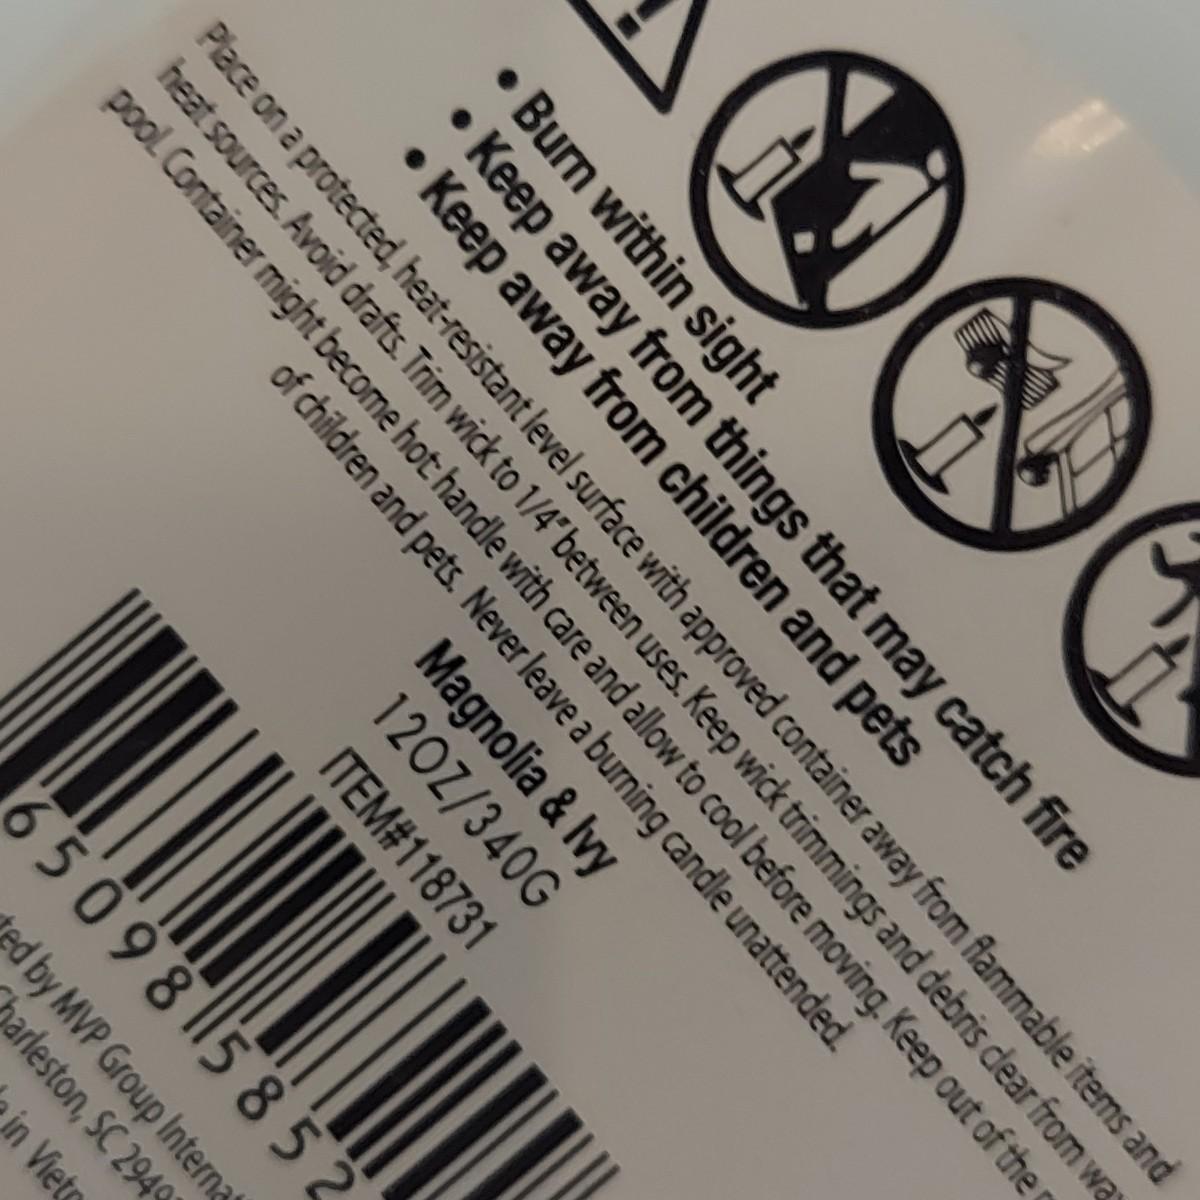 • Burn within sight
• Keep away from things that may catch fire
• Keep away from children and pets
Place on a protected, heat-resistant level surface with approved container away from flammable items and
heat sources. Avoid drafts. Trim wick to 1/4" between uses. Keep wick trimmings and debris clear from
pool. Container might become hot: handle with care and allow to cool before moving. Keep out of the
of children and pets. Never leave a burning candle unattended.
Magnolia & Ivy
12OZ/340G
ITEM#118731
65098 5852
by MVP Group
Charleston, SC
in